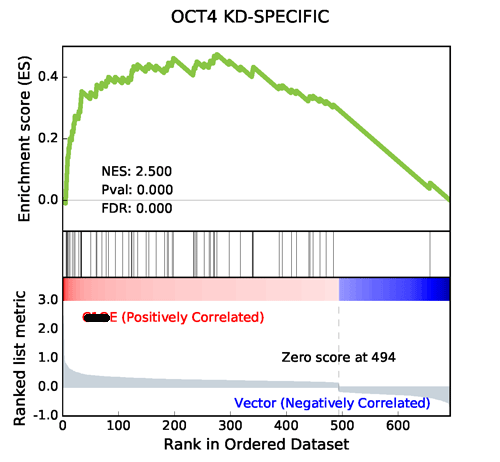 OCT4 KD-SPECIFIC
Enrichment score (ES)
0.4
0.2
0.0
NES: 2.500
Pval: 0.000
FDR: 0.000
Ranked list metric
3.0
2.0
1.0
0.0
-1.0
(Positively Correlated)
Zero score at 494
Vector (Negatively Correlated)
0 100 200 300 400 500 600
Rank in Ordered Dataset